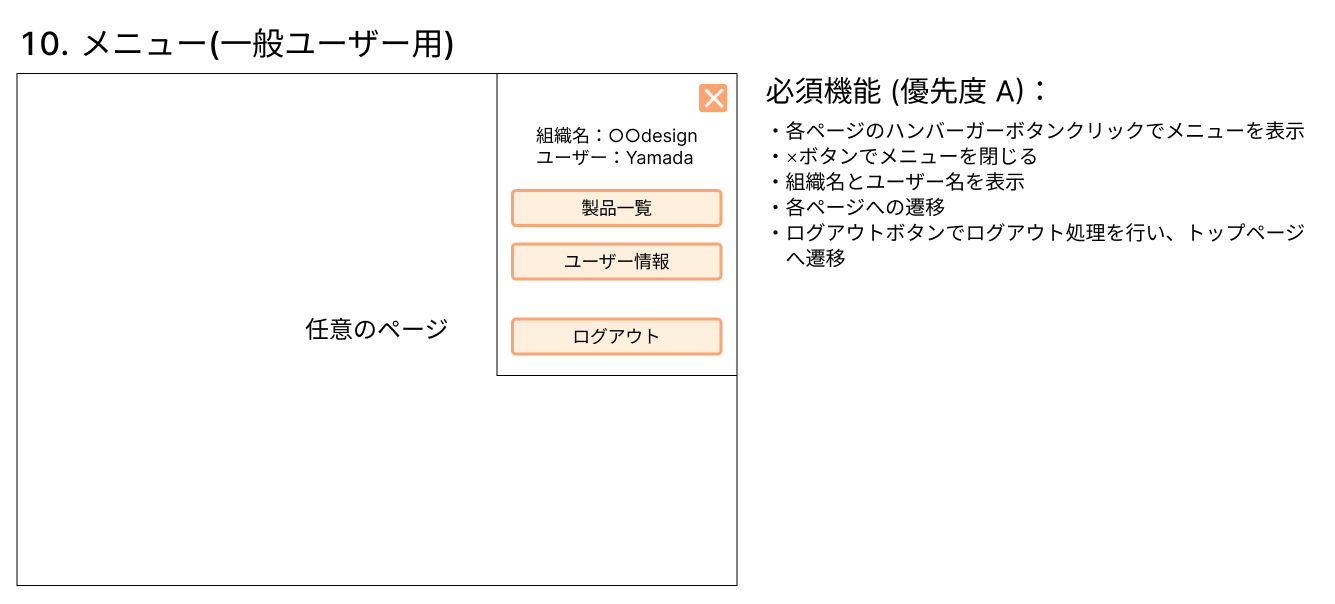 10. メニュー(一般ユーザー用)
組織名：〇〇design
ユーザー：Yamada
製品一覧
ユーザー情報
ログアウト
任意のページ
必須機能 (優先度 A)：
・各ページのハンバーガーボタンクリックでメニューを表示
・×ボタンでメニューを閉じる
・組織名とユーザー名を表示
・各ページへの遷移
・ログアウトボタンでログアウト処理を行い、トップページ
へ遷移